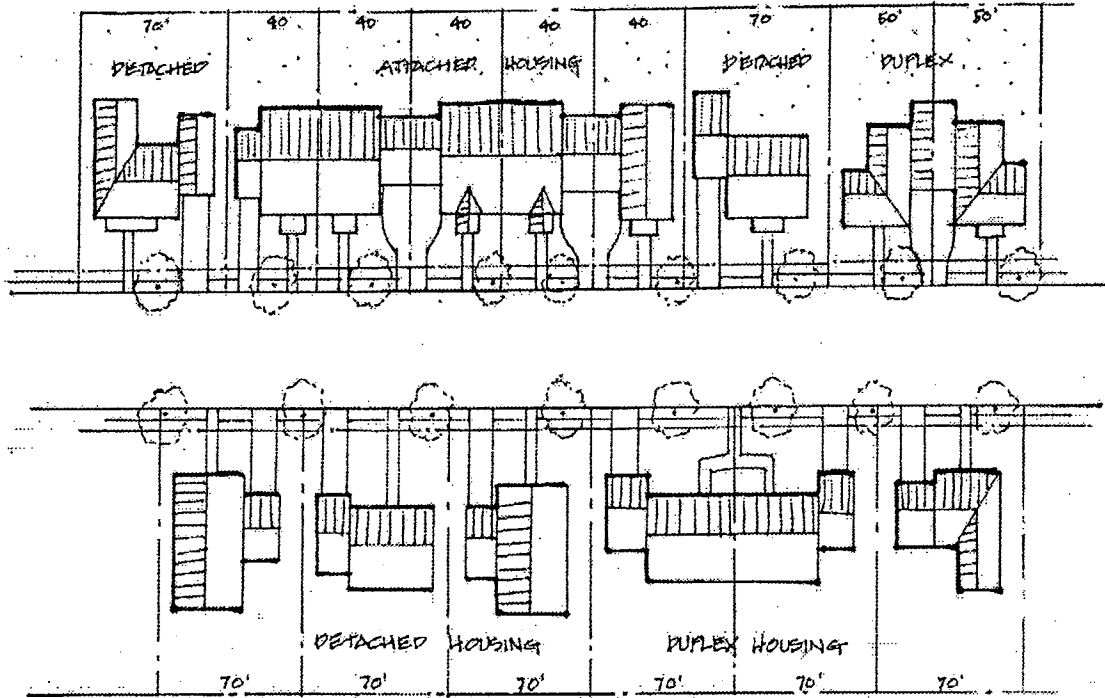 70' 40 40 40 40 40 70' 50' 50'
DETACHED ATTACHED HOUSING DETACHED DUPLEX
DETACHED HOUSING DUPLEX HOUSING
70' 70' 70' 70' 70'